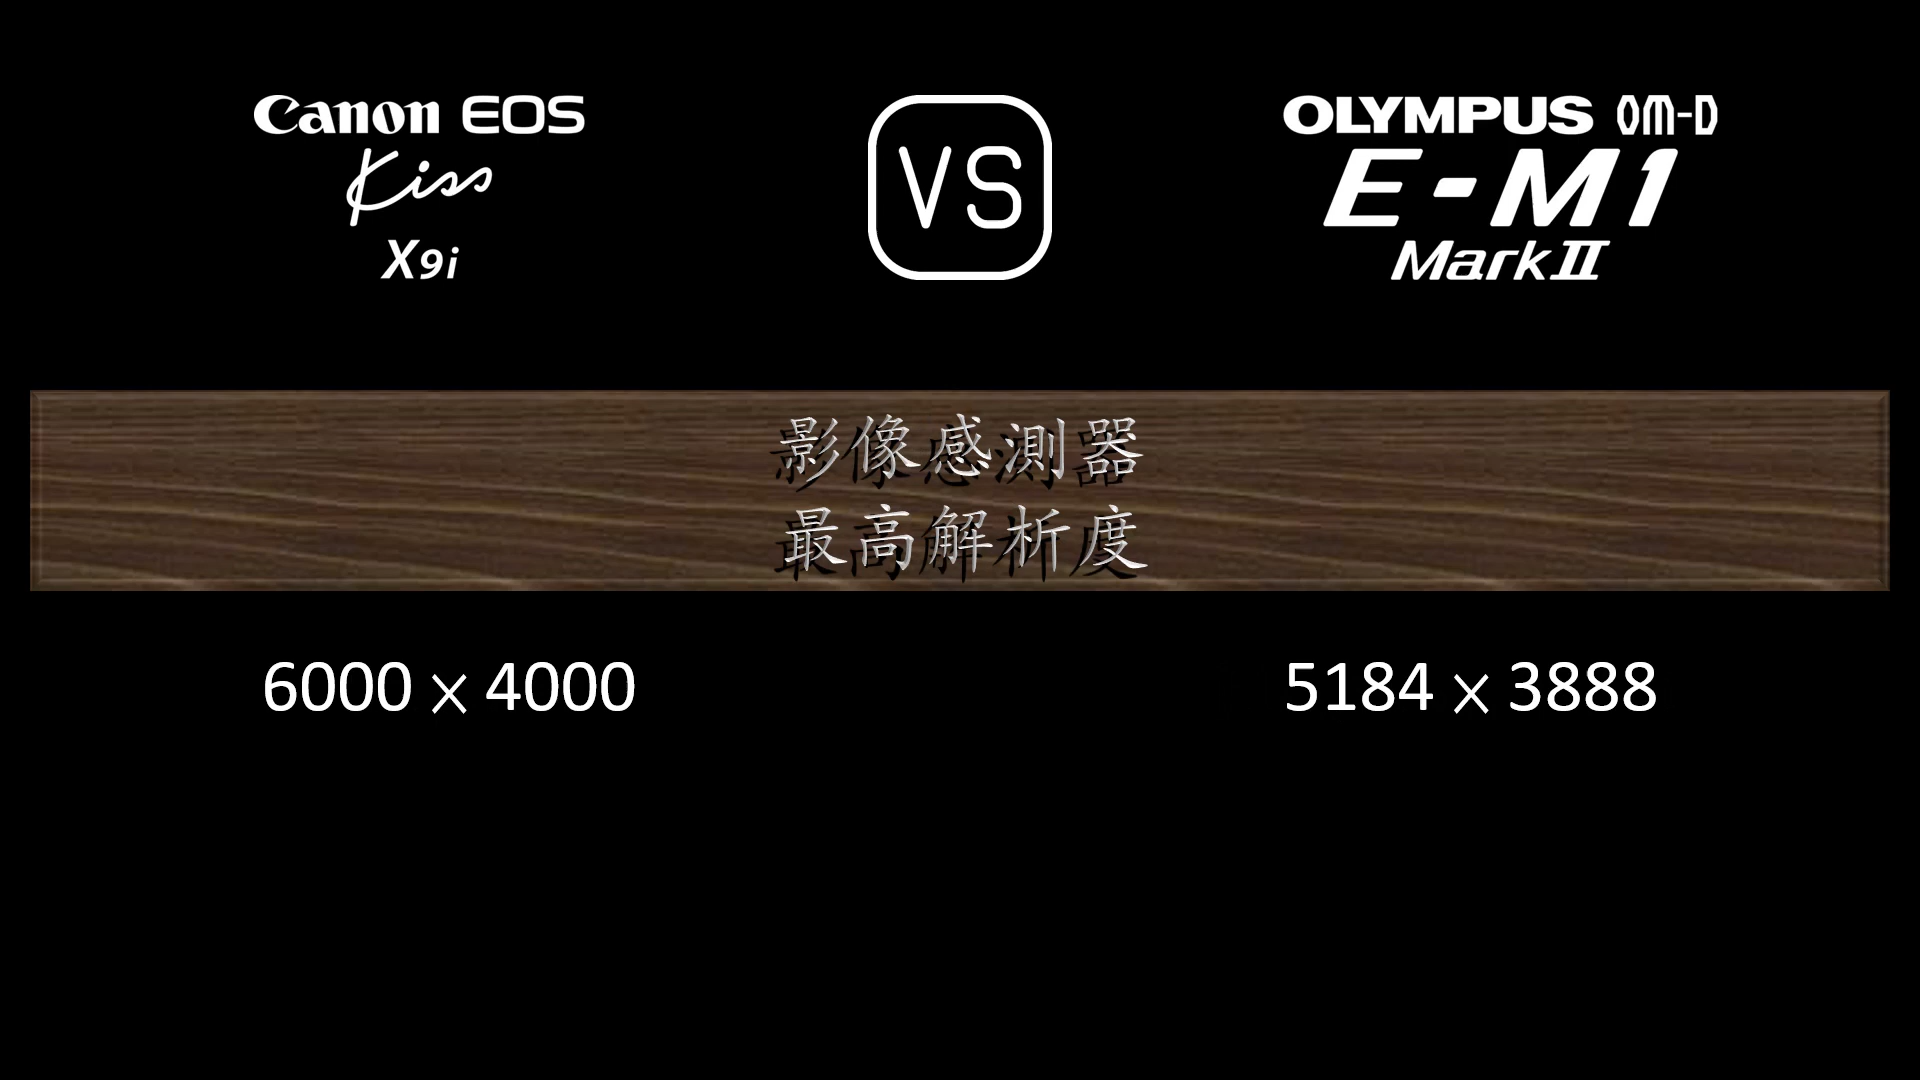 Canon EOS
Kiss
X9i
VS
OLYMPUS OM-D
E-M1
Mark II
影像感測器
最高解析度
6000 x 4000
5184 x 3888